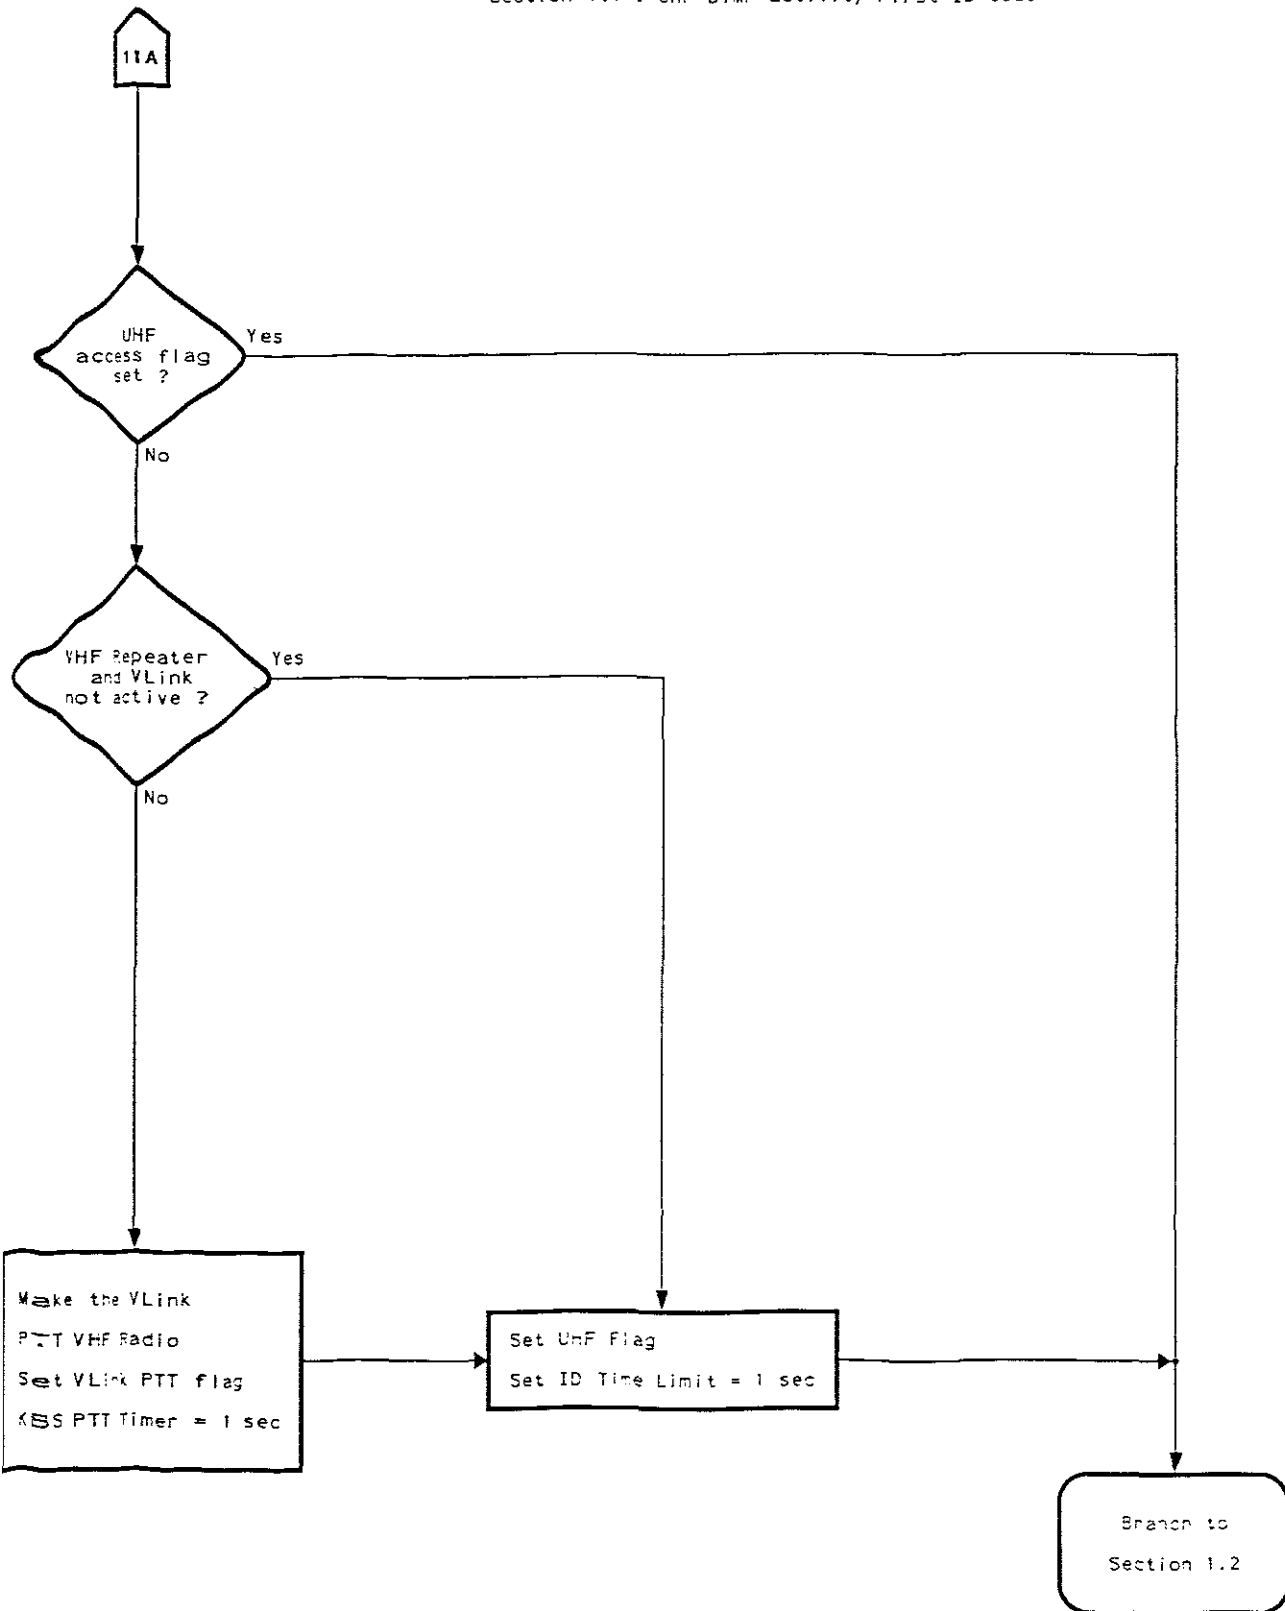 11A
UHF
access flag
set ?
Yes
No
VHF Repeater
and VLink
not active ?
Yes
No
Make the VLink
PTT VHF Radio
Set VLink PTT flag
PTT Timer = 1 sec
Set UHF Flag
Set ID Time Limit = 1 sec
Branch to
Section 1.2